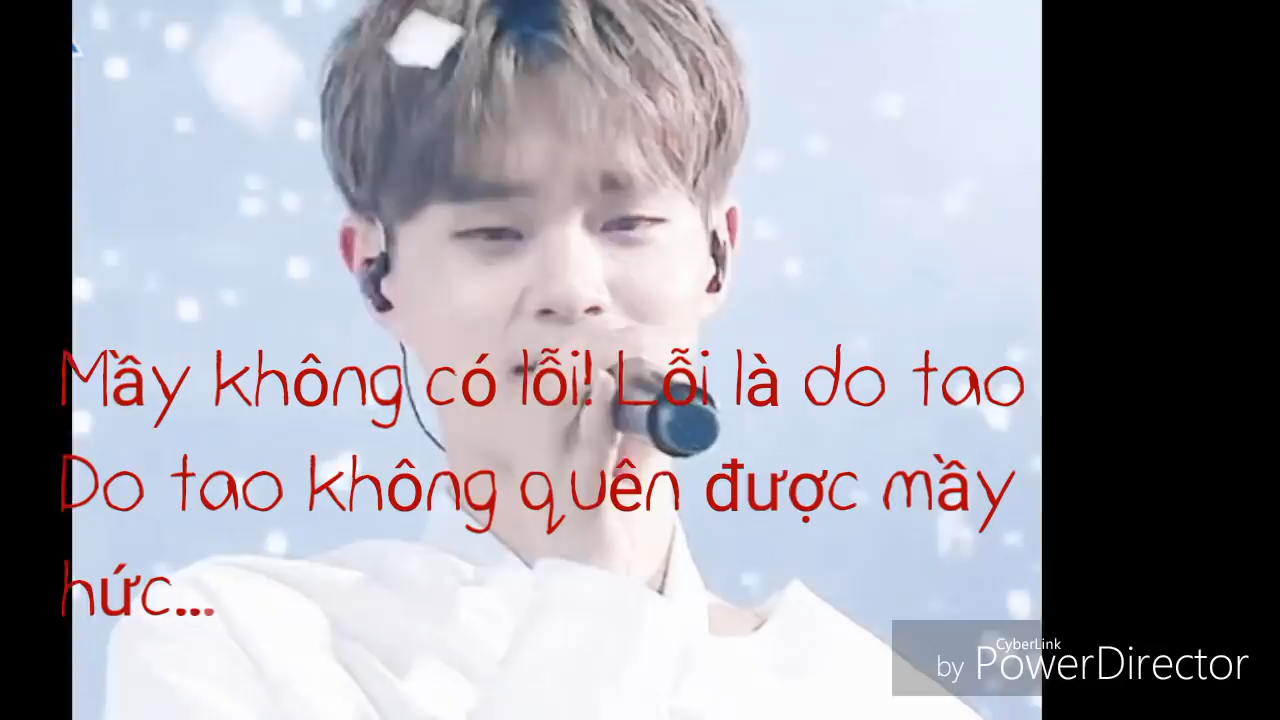 Mầy không có lỗi! Lỗi là do tao
Do tao không quên được mầy
hức...
CyberLink
by PowerDirector